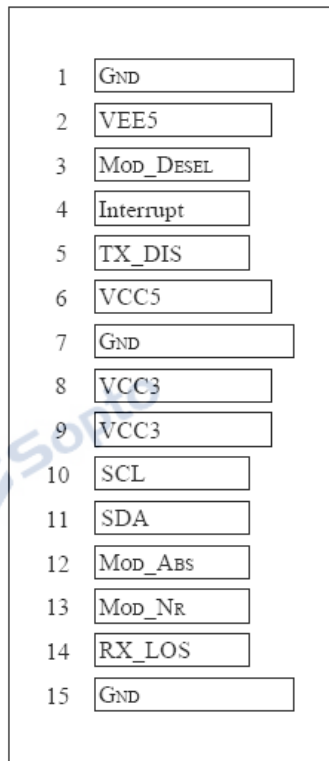 1 GND
2 VEE5
3 MOD_DESEL
4 Interrupt
5 TX_DIS
6 VCC5
7 GND
8 VCC3
9 VCC3
10 SCL
11 SDA
12 MOD_ABS
13 MOD_NR
14 RX_LOS
15 GND
Sopto